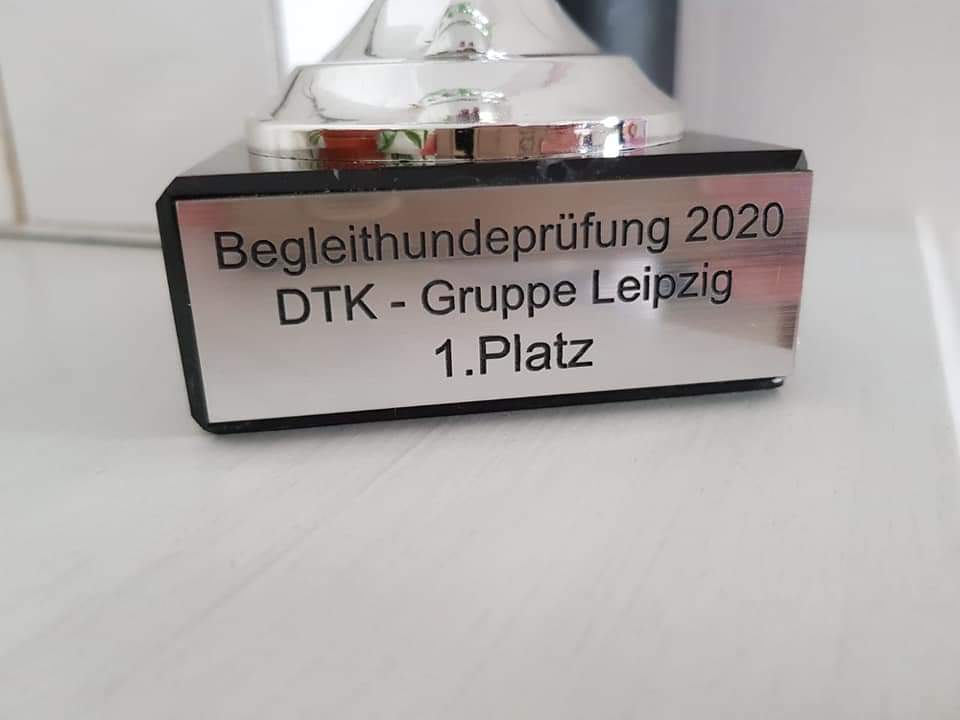 Begleithundeprüfung 2020
DTK - Gruppe Leipzig
1.Platz